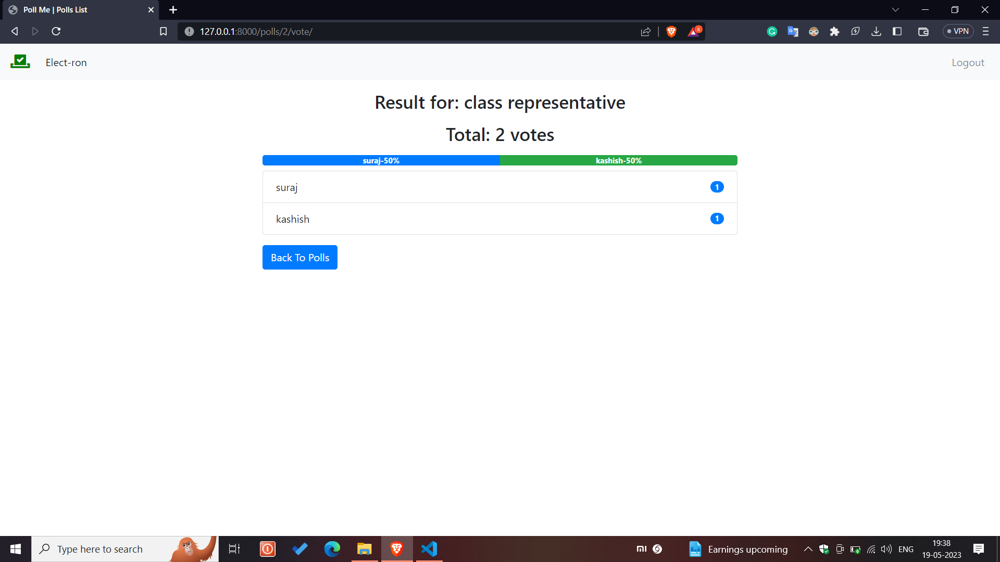 Poll Me | Polls List
127.0.0.1:8000/polls/2/vote/
8
VPN
Elect-ron
Logout
Result for: class representative
Total: 2 votes
suraj-50%
kashish-50%
suraj
1
kashish
1
Back To Polls
Type here to search
Earnings upcoming
ENG
19:38
19-05-2023